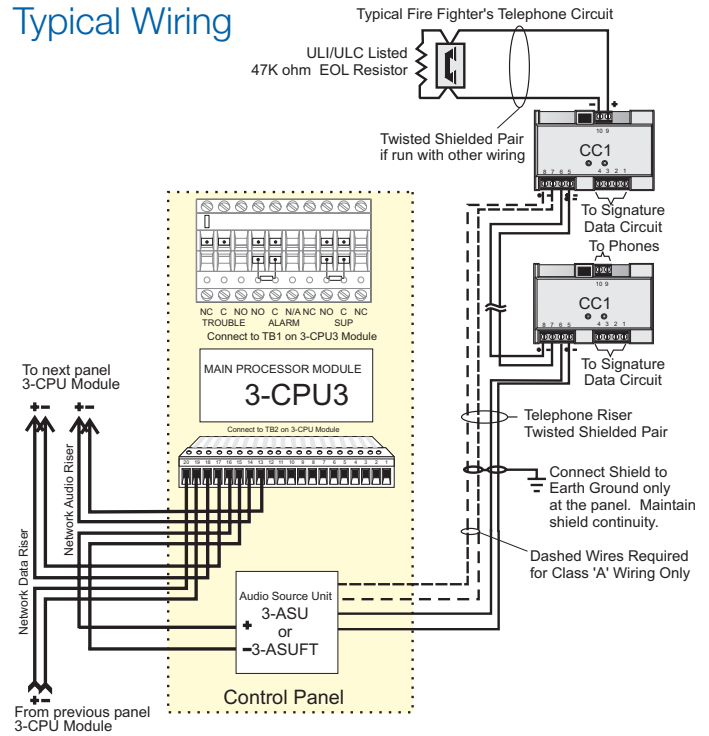 Typical Wiring
Typical Fire Fighter's Telephone Circuit
ULI/ULC Listed
47K ohm EOL Resistor
- +
10 9
Twisted Shielded Pair
if run with other wiring
CC1
8 7 6 5 4 3 2 1
+ - + -
To Signature
Data Circuit
To Phones
10 9
CC1
8 7 6 5 4 3 2 1
+ - + -
To Signature
Data Circuit
NC C NO NO C N/A NC NO C NC
TROUBLE ALARM SUP
Connect to TB1 on 3-CPU3 Module
MAIN PROCESSOR MODULE
3-CPU3
Connect to TB2 on 3-CPU Module
20 19 18 17 16 15 14 13 12 11 10 9 8 7 6 5 4 3 2 1
To next panel
3-CPU Module
+ - + -
Network Audio Riser
Network Data Riser
Telephone Riser
Twisted Shielded Pair
Connect Shield to
Earth Ground only
at the panel. Maintain
shield continuity.
Dashed Wires Required
for Class 'A' Wiring Only
Audio Source Unit
3-ASU
or
3-ASUFT
+
-
Control Panel
+ -
From previous panel
3-CPU Module